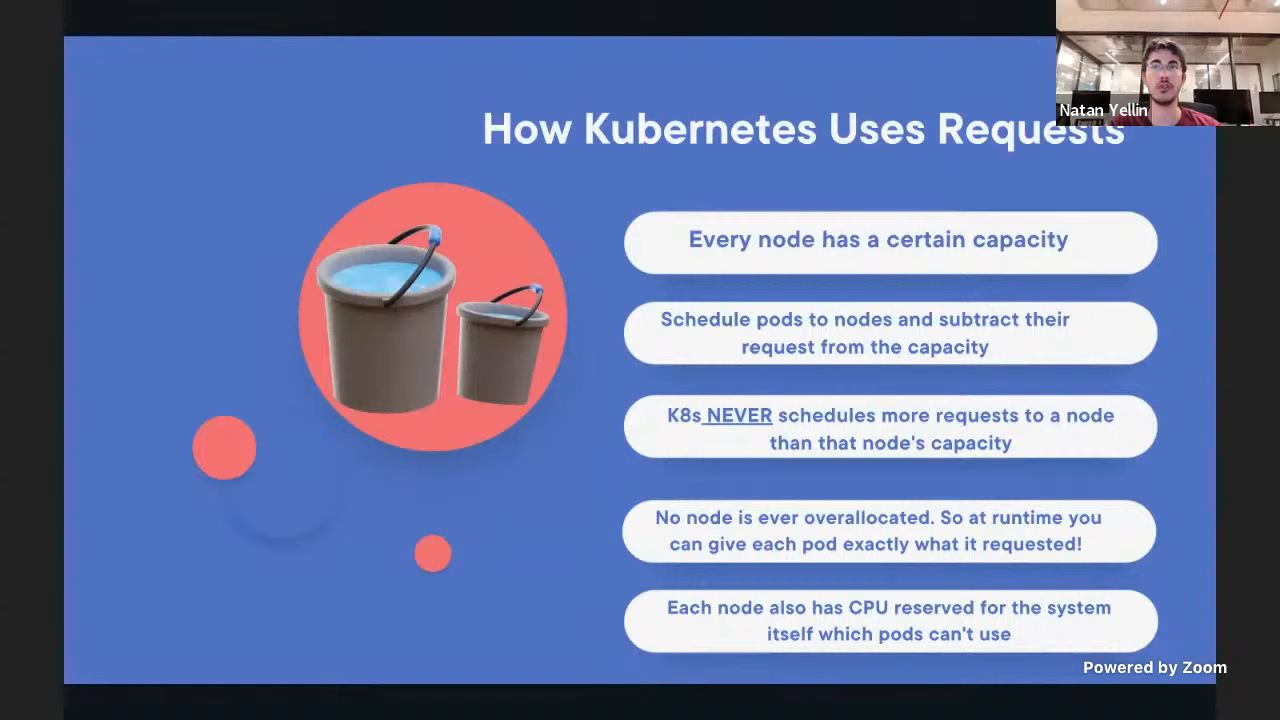 Natan Yellin
How Kubernetes Uses Requests
Every node has a certain capacity
Schedule pods to nodes and subtract their
request from the capacity
K8s NEVER schedules more requests to a node
than that node's capacity
No node is ever overallocated. So at runtime you
can give each pod exactly what it requested!
Each node also has CPU reserved for the system
itself which pods can't use
Powered by Zoom